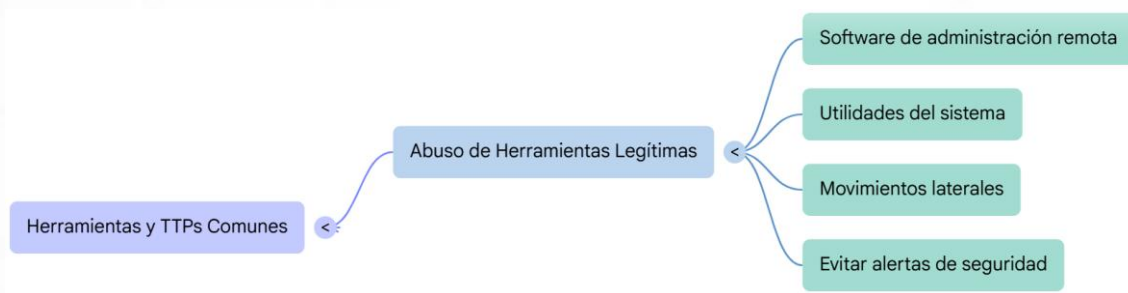 Software de administración remota
Utilidades del sistema
Abuso de Herramientas Legítimas
<
Movimientos laterales
Herramientas y TTPs Comunes
<
Evitar alertas de seguridad